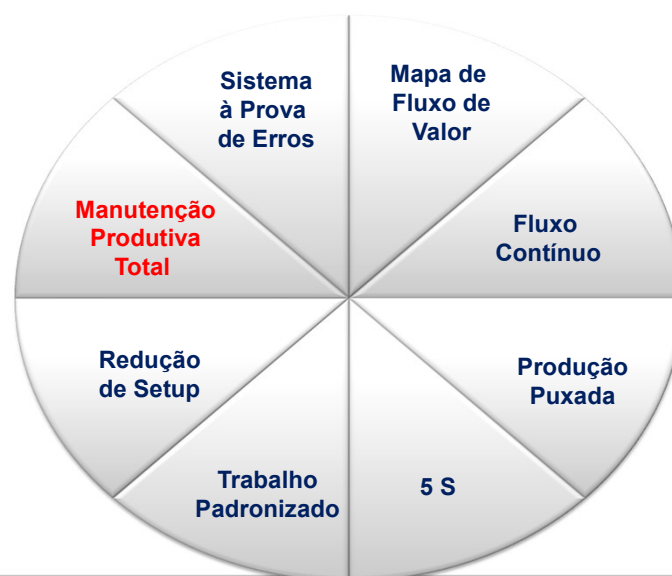 Sistema
à Prova
de Erros
Mapa de
Fluxo de
Valor
Manutenção
Produtiva
Total
Fluxo
Contínuo
Redução
de Setup
Produção
Puxada
Trabalho
Padronizado
5 S